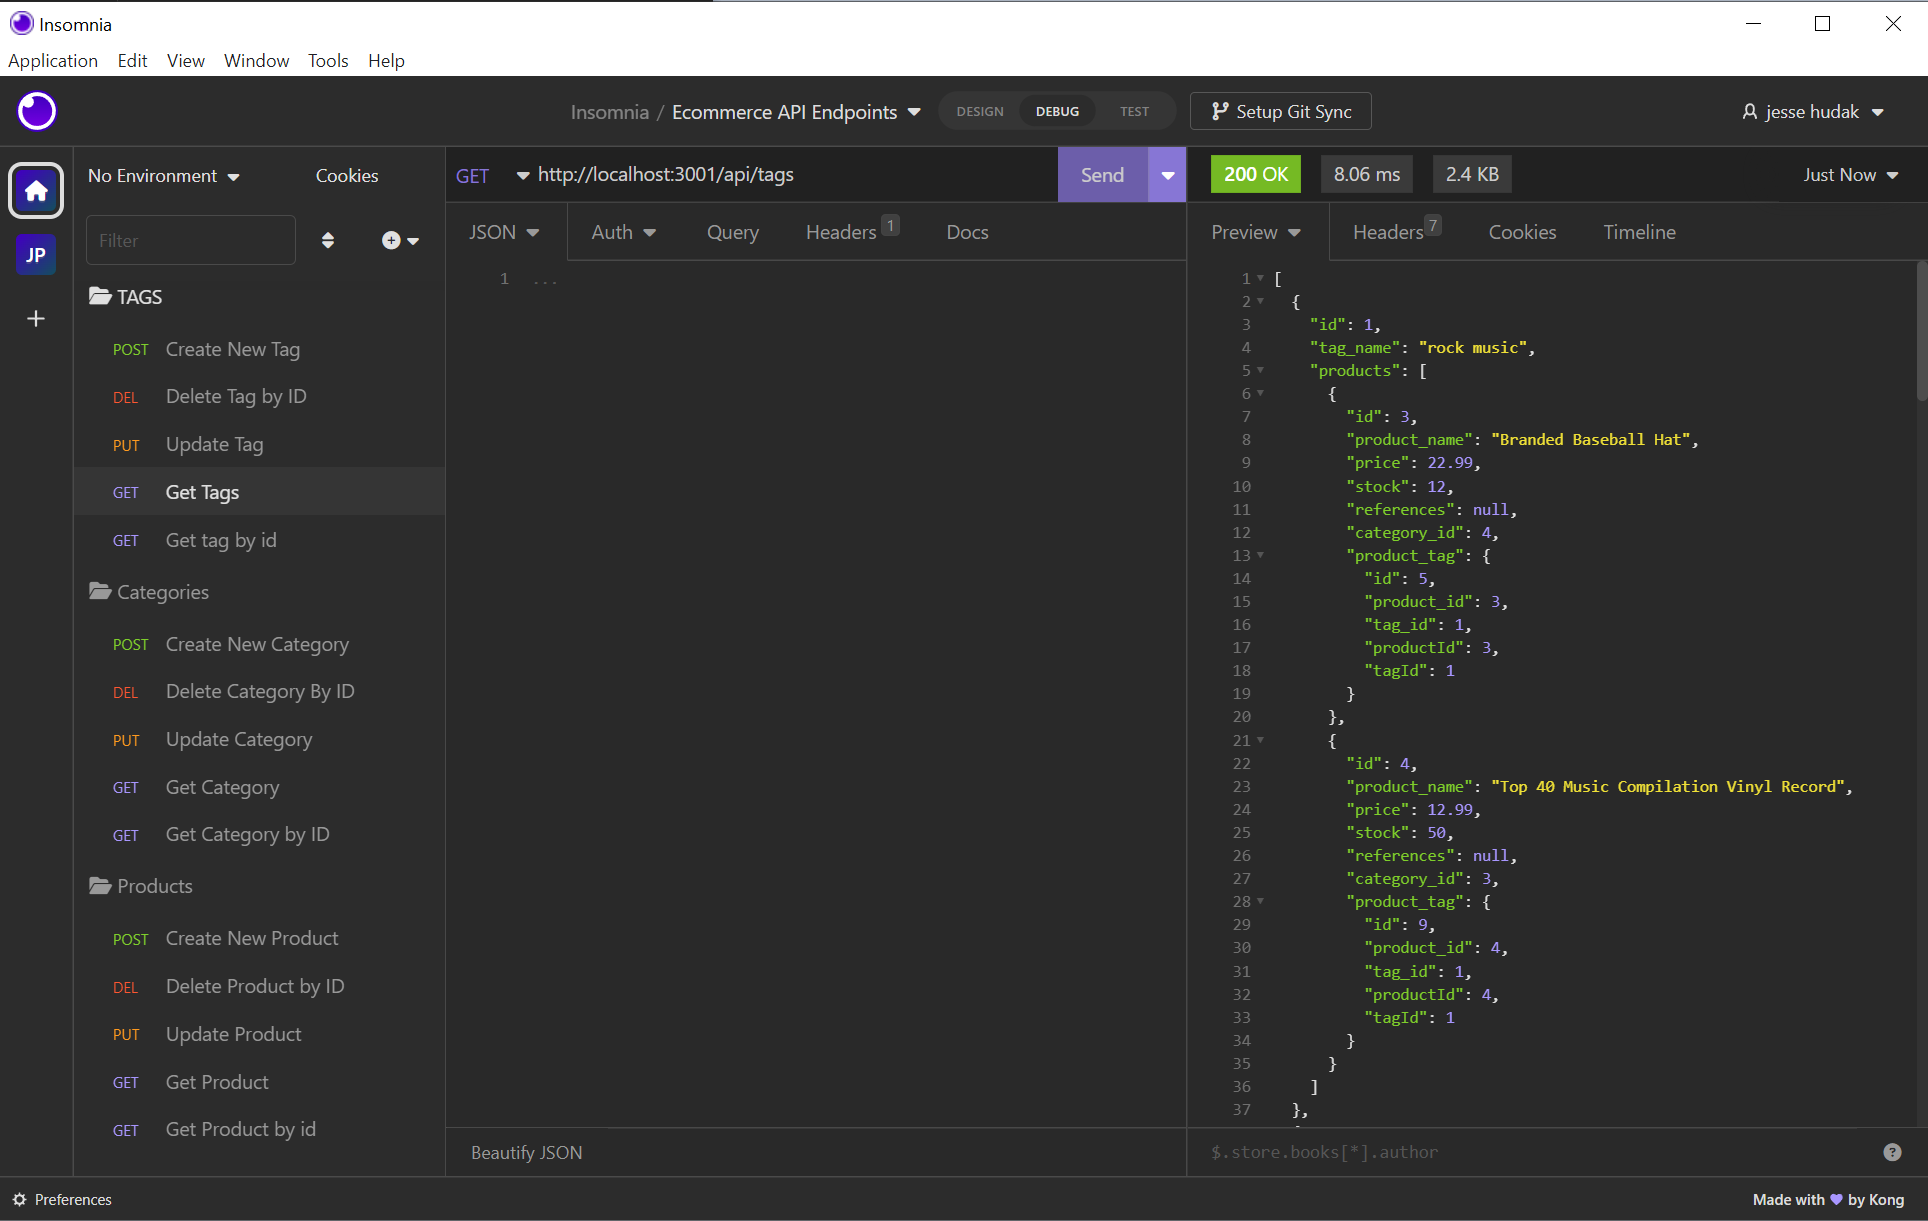 Insomnia
Application Edit View Window Tools Help
Insomnia / Ecommerce API Endpoints DESIGN DEBUG TEST Setup Git Sync jesse hudak
JP
No Environment Cookies
Filter
TAGS
POST Create New Tag
DEL Delete Tag by ID
PUT Update Tag
GET Get Tags
GET Get tag by id
Categories
POST Create New Category
DEL Delete Category By ID
PUT Update Category
GET Get Category
GET Get Category by ID
Products
POST Create New Product
DEL Delete Product by ID
PUT Update Product
GET Get Product
GET Get Product by id
GET http://localhost:3001/api/tags Send
JSON Auth Query Headers 1 Docs
1 ...
Beautify JSON
200 OK 8.06 ms 2.4 KB Just Now
Preview Headers 7 Cookies Timeline
1 [
2 {
3 "id": 1,
4 "tag_name": "rock music",
5 "products": [
6 {
7 "id": 3,
8 "product_name": "Branded Baseball Hat",
9 "price": 22.99,
10 "stock": 12,
11 "references": null,
12 "category_id": 4,
13 "product_tag": {
14 "id": 5,
15 "product_id": 3,
16 "tag_id": 1,
17 "productId": 3,
18 "tagId": 1
19 }
20 },
21 {
22 "id": 4,
23 "product_name": "Top 40 Music Compilation Vinyl Record",
24 "price": 12.99,
25 "stock": 50,
26 "references": null,
27 "category_id": 3,
28 "product_tag": {
29 "id": 9,
30 "product_id": 4,
31 "tag_id": 1,
32 "productId": 4,
33 "tagId": 1
34 }
35 }
36 ]
37 },
$.store.books[*].author
?
Preferences
Made with 💜 by Kong